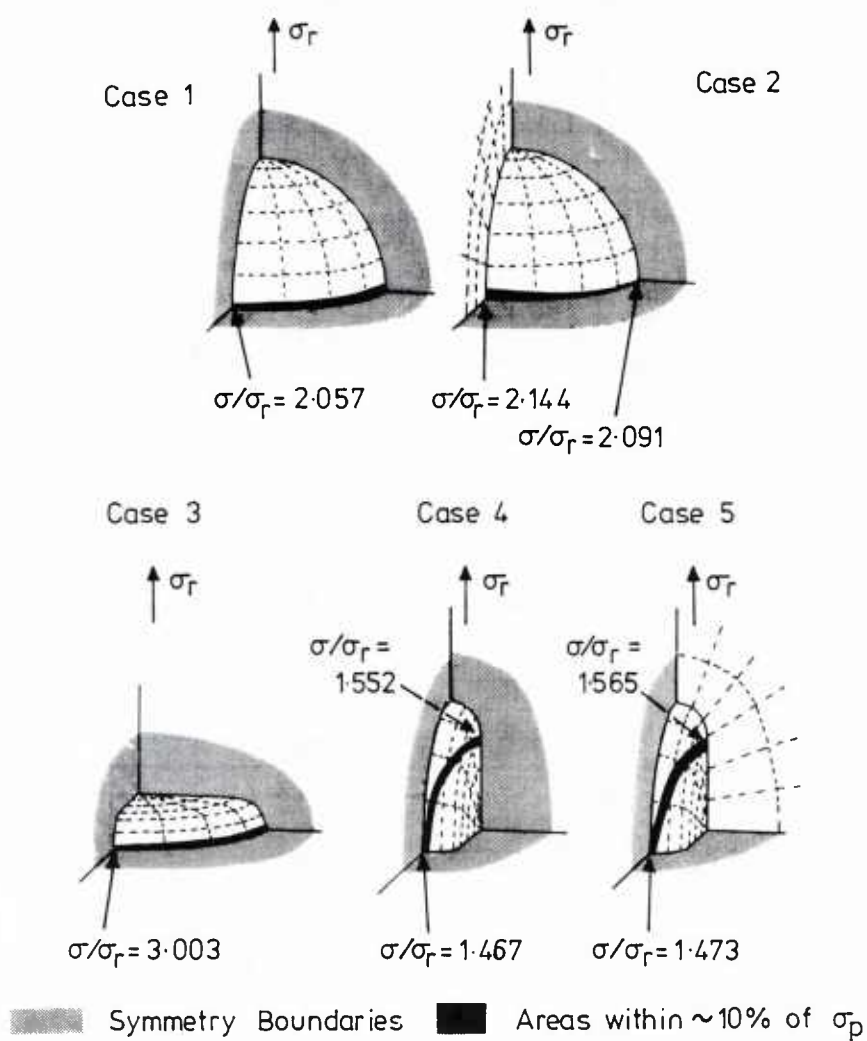 σr
σr
Case 1
Case 2
σ/σr = 2·057
σ/σr = 2·144
σ/σr = 2·091
Case 3
Case 4
Case 5
σr
σr
σr
σ/σr =
1·552
σ/σr =
1·565
σ/σr = 3·003
σ/σr = 1·467
σ/σr = 1·473
Symmetry Boundaries
Areas within ~10% of σp